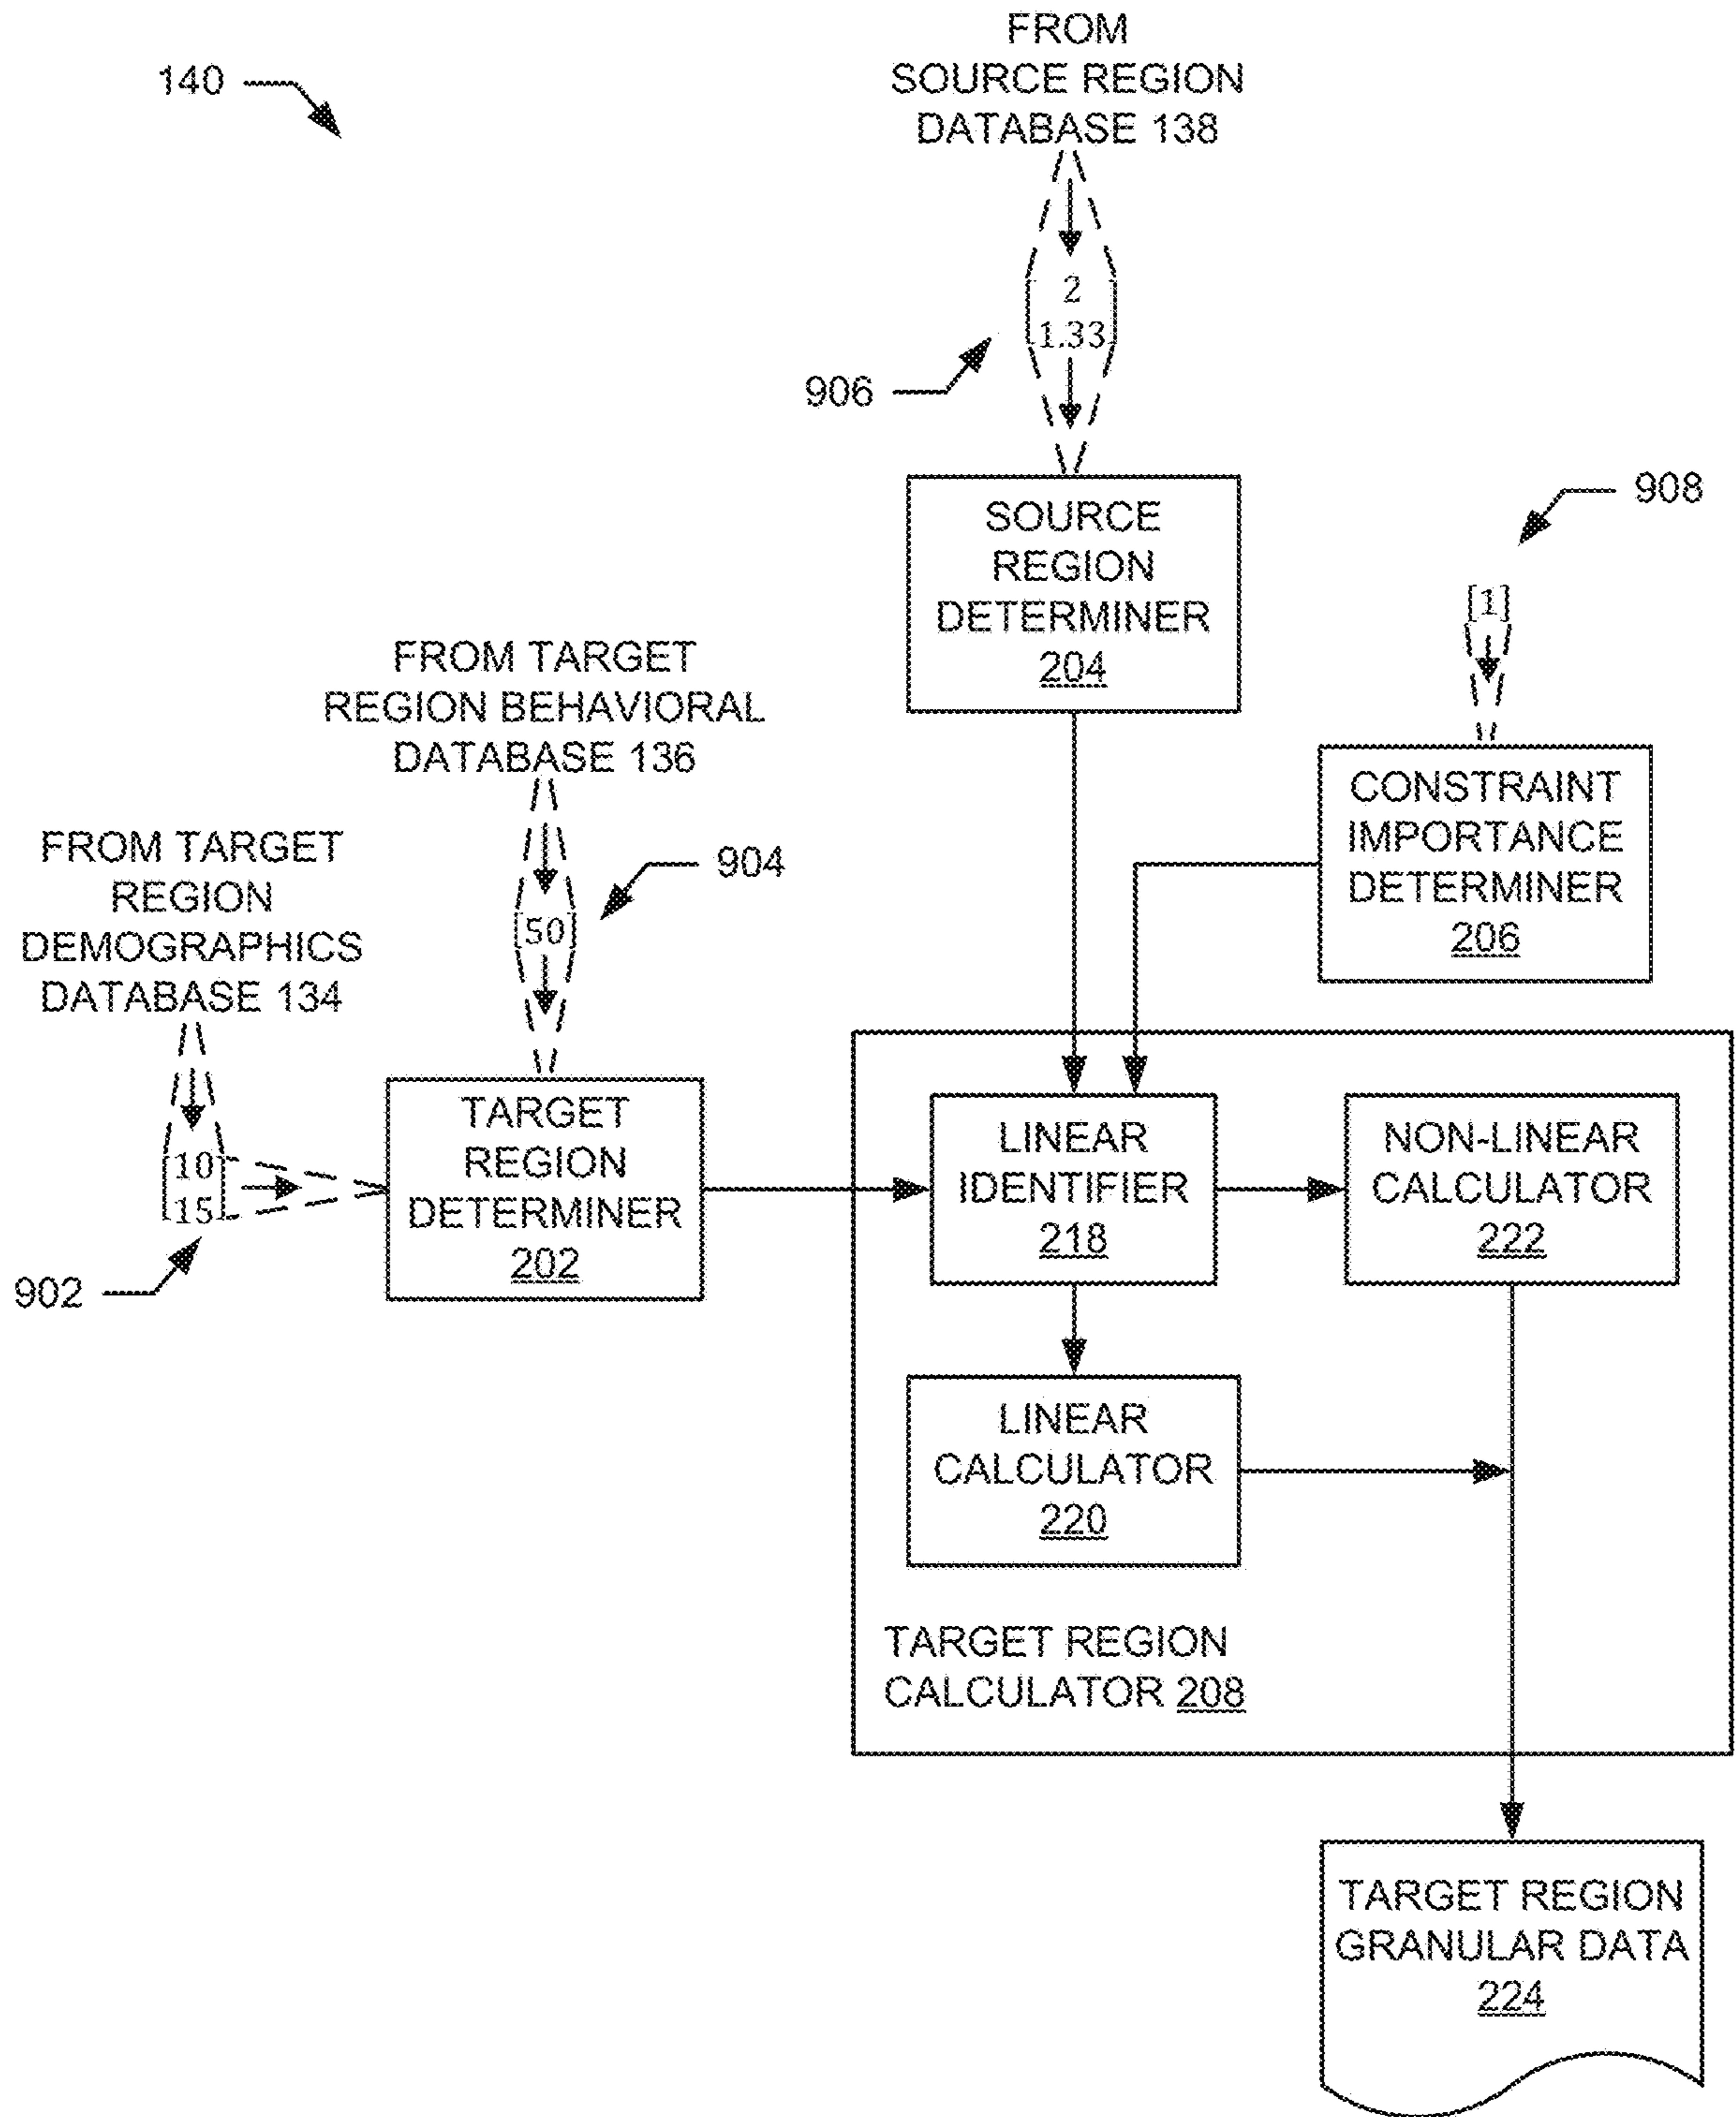 140
FROM
SOURCE REGION
DATABASE 138
2
1.33
906
SOURCE
REGION
DETERMINER
204
908
[1]
CONSTRAINT
IMPORTANCE
DETERMINER
206
FROM TARGET
REGION BEHAVIORAL
DATABASE 136
904
[50]
FROM TARGET
REGION
DEMOGRAPHICS
DATABASE 134
[10]
[15]
902
TARGET
REGION
DETERMINER
202
LINEAR
IDENTIFIER
218
NON-LINEAR
CALCULATOR
222
LINEAR
CALCULATOR
220
TARGET REGION
CALCULATOR 208
TARGET REGION
GRANULAR DATA
224